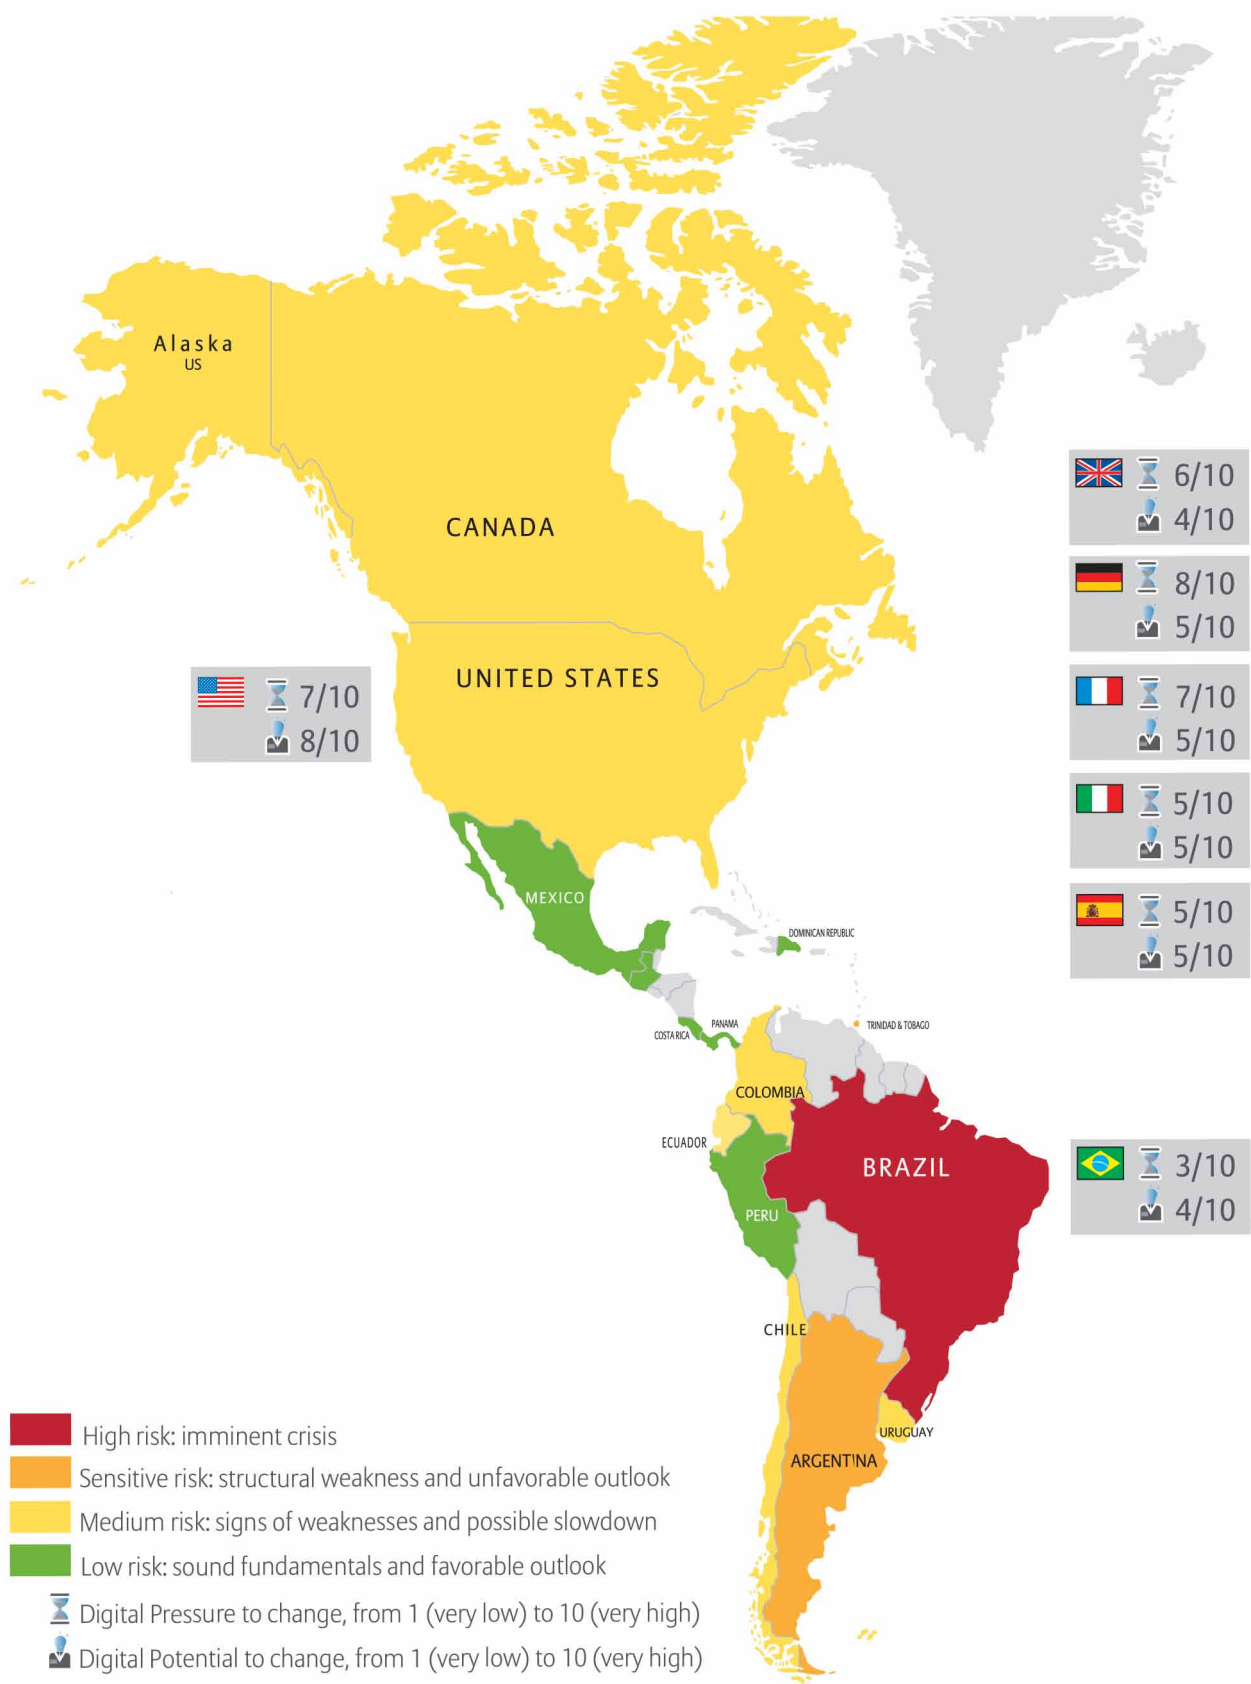 Alaska
US
CANADA
6/10
4/10
8/10
5/10
UNITED STATES
7/10
8/10
7/10
5/10
5/10
5/10
MEXICO
5/10
5/10
DOMINICAN REPUBLIC
PANAMA
TRINIDAD & TOBAGO
COSTA RICA
COLOMBIA
ECUADOR
BRAZIL
3/10
4/10
PERU
CHILE
URUGUAY
ARGENTINA
High risk: imminent crisis
Sensitive risk: structural weakness and unfavorable outlook
Medium risk: signs of weaknesses and possible slowdown
Low risk: sound fundamentals and favorable outlook
Digital Pressure to change, from 1 (very low) to 10 (very high)
Digital Potential to change, from 1 (very low) to 10 (very high)